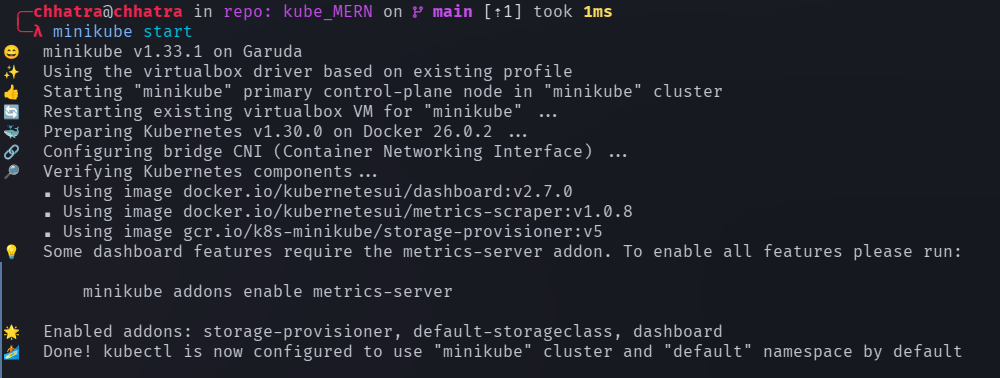 chhatra@chhatra in repo: kube_MERN on main [↑1] took 1ms
λ minikube start
😄 minikube v1.33.1 on Garuda
✨ Using the virtualbox driver based on existing profile
👍 Starting "minikube" primary control-plane node in "minikube" cluster
🔄 Restarting existing virtualbox VM for "minikube" ...
🐳 Preparing Kubernetes v1.30.0 on Docker 26.0.2 ...
🔗 Configuring bridge CNI (Container Networking Interface) ...
🔎 Verifying Kubernetes components...
▪ Using image docker.io/kubernetesui/dashboard:v2.7.0
▪ Using image docker.io/kubernetesui/metrics-scraper:v1.0.8
▪ Using image gcr.io/k8s-minikube/storage-provisioner:v5
💡 Some dashboard features require the metrics-server addon. To enable all features please run:
minikube addons enable metrics-server
🌟 Enabled addons: storage-provisioner, default-storageclass, dashboard
🏄 Done! kubectl is now configured to use "minikube" cluster and "default" namespace by default